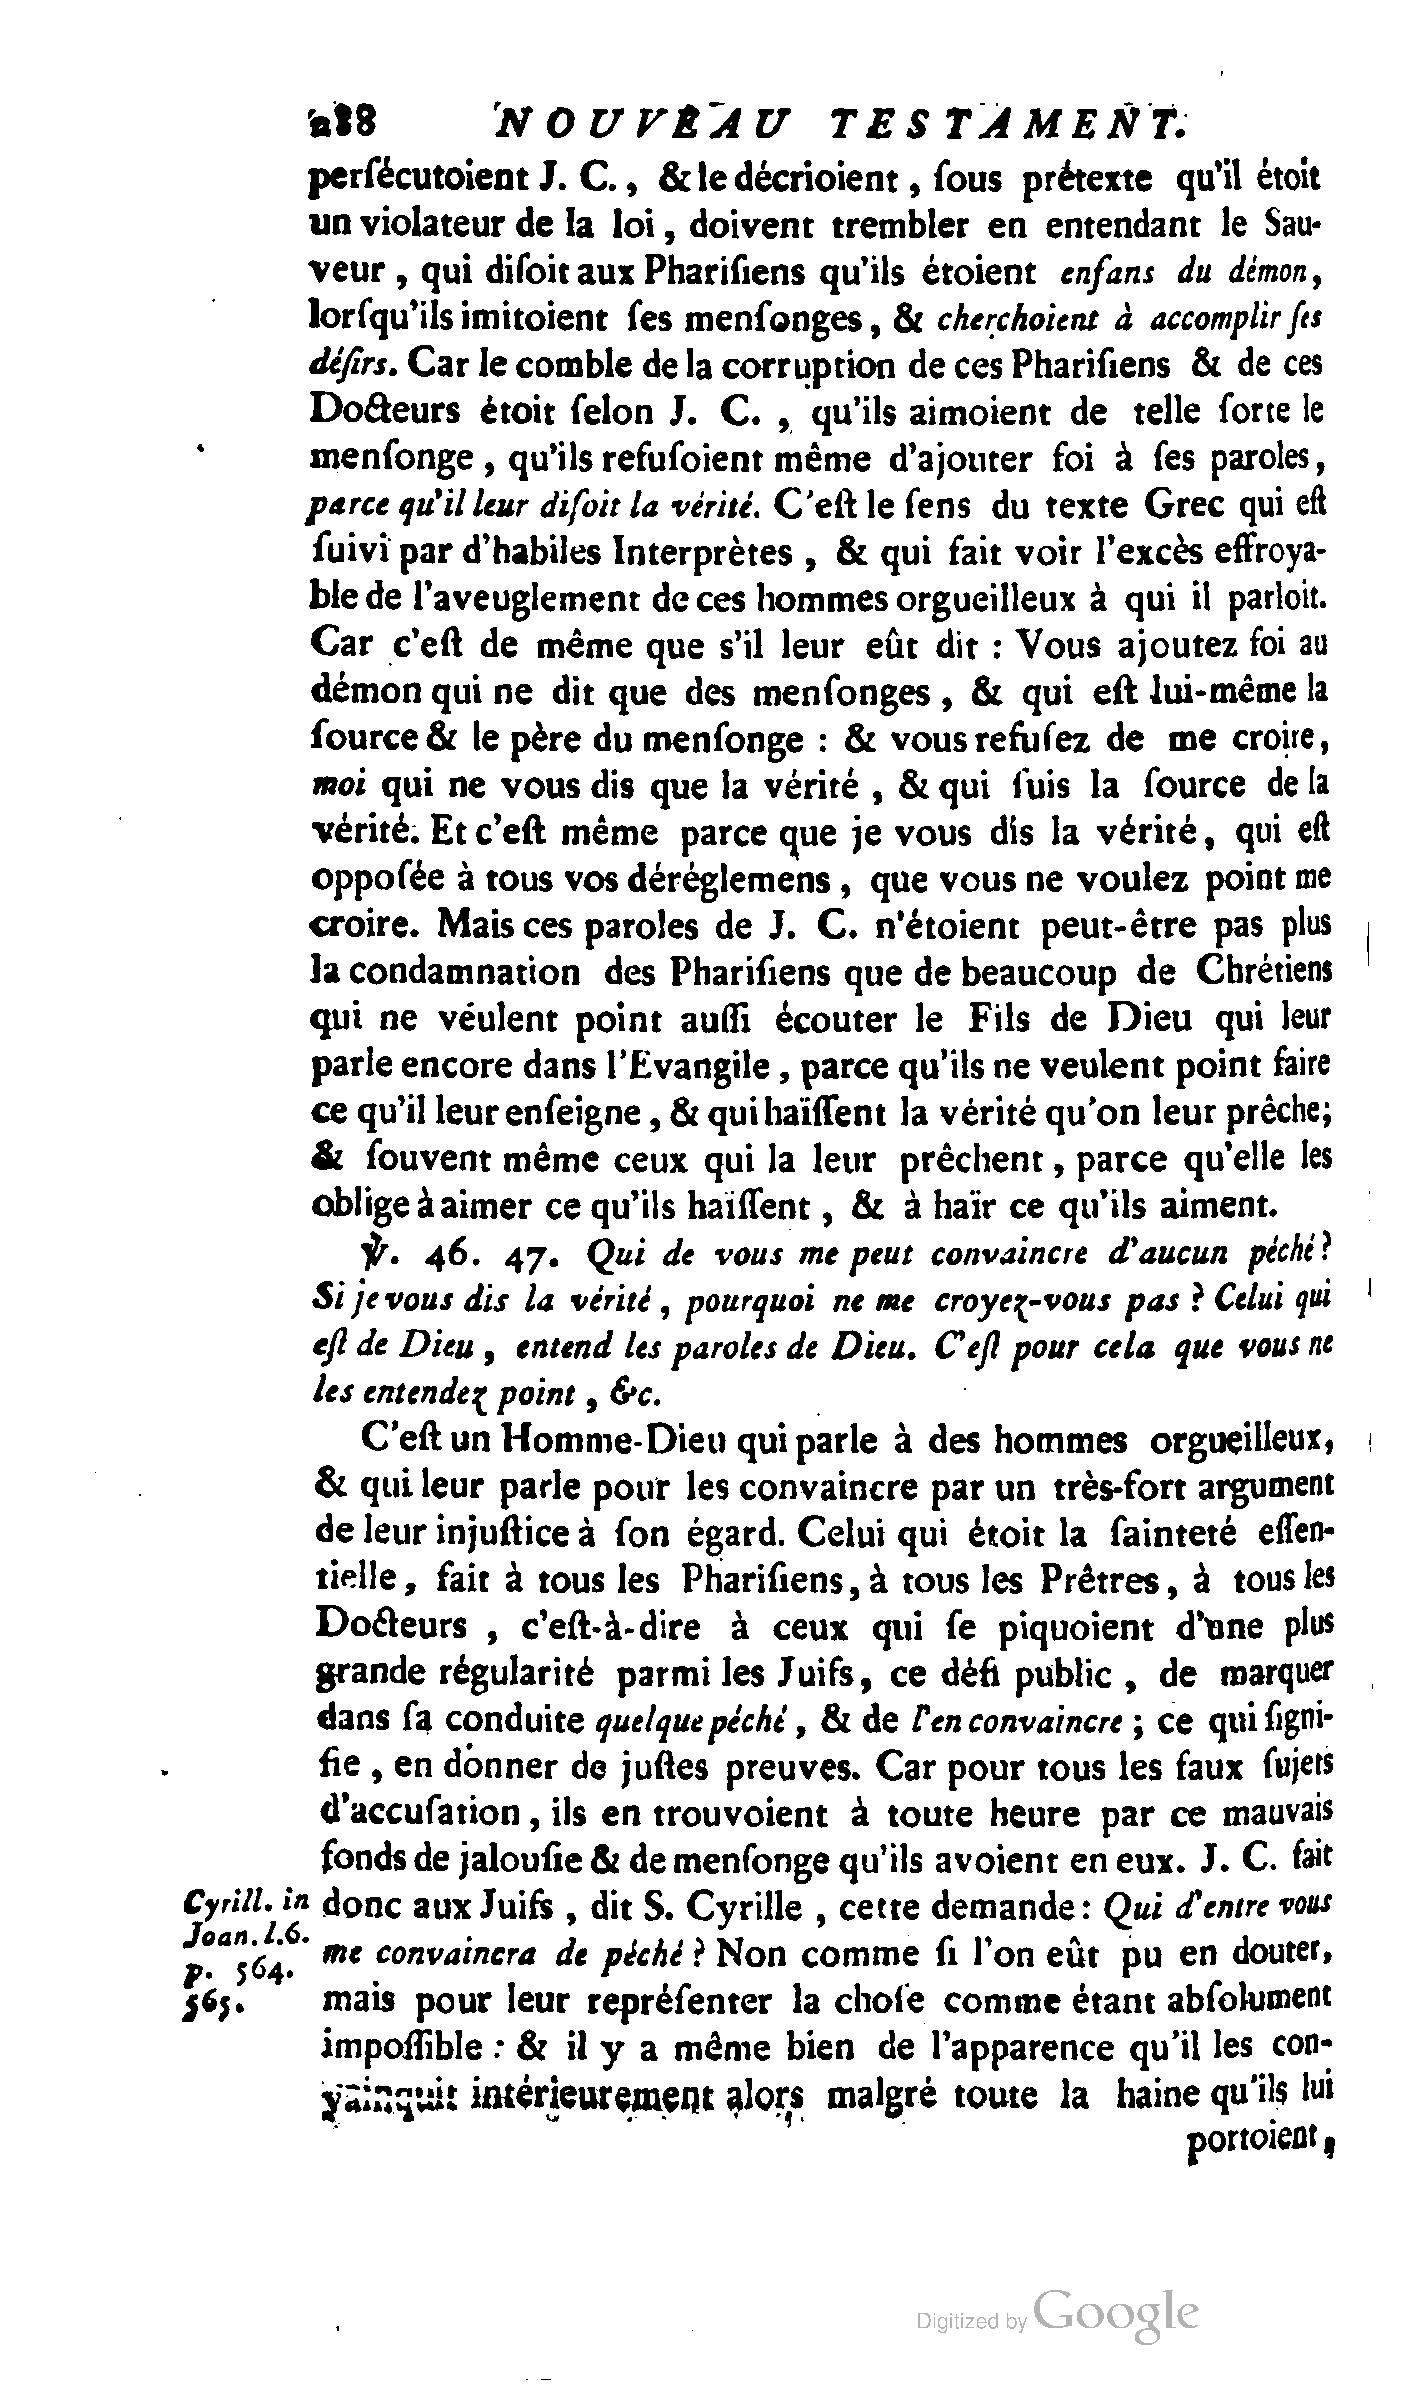 288 NOUVEAU TESTAMENT.
perſécutoient J. C., & le décrioient, ſous prétexte qu'il étoit
un violateur de la loi, doivent trembler en entendant le Sau-
veur, qui diſoit aux Phariſiens qu'ils étoient enfans du démon,
lorſqu'ils imitoient ſes menſonges, & cherchoient à accomplir ſes
déſirs. Car le comble de la corruption de ces Phariſiens & de ces
Docteurs étoit ſelon J. C., qu'ils aimoient de telle ſorte le
menſonge, qu'ils refuſoient même d'ajouter foi à ſes paroles,
parce qu'il leur diſoit la vérité. C'eſt le ſens du texte Grec qui eſt
ſuivi par d'habiles Interprètes, & qui fait voir l'excès effroya-
ble de l'aveuglement de ces hommes orgueilleux à qui il parloit.
Car c'eſt de même que s'il leur eût dit : Vous ajoutez foi au
démon qui ne dit que des menſonges, & qui eſt lui-même la
ſource & le père du menſonge : & vous refuſez de me croire,
moi qui ne vous dis que la vérité, & qui ſuis la ſource de la
vérité. Et c'eſt même parce que je vous dis la vérité, qui eſt
oppoſée à tous vos déréglemens, que vous ne voulez point me
croire. Mais ces paroles de J. C. n'étoient peut-être pas plus
la condamnation des Phariſiens que de beaucoup de Chrétiens
qui ne véulent point auſſi écouter le Fils de Dieu qui leur
parle encore dans l'Evangile, parce qu'ils ne veulent point faire
ce qu'il leur enſeigne, & qui haïſſent la vérité qu'on leur prêche;
& ſouvent même ceux qui la leur prêchent, parce qu'elle les
oblige à aimer ce qu'ils haïſſent, & à haïr ce qu'ils aiment.
℣. 46. 47. Qui de vous me peut convaincre d'aucun péché ?
Si je vous dis la vérité, pourquoi ne me croyez-vous pas ? Celui qui
eſt de Dieu, entend les paroles de Dieu. C'eſt pour cela que vous ne
les entendez point, &c.
C'eſt un Homme-Dieu qui parle à des hommes orgueilleux,
& qui leur parle pour les convaincre par un très-fort argument
de leur injuſtice à ſon égard. Celui qui étoit la ſainteté eſſen-
tielle, fait à tous les Phariſiens, à tous les Prêtres, à tous les
Docteurs, c'eſt-à-dire à ceux qui ſe piquoient d'une plus
grande régularité parmi les Juifs, ce défi public, de marquer
dans ſa conduite quelque péché, & de l'en convaincre ; ce qui ſigni-
fie, en donner de juſtes preuves. Car pour tous les faux ſujets
d'accuſation, ils en trouvoient à toute heure par ce mauvais
fonds de jalouſie & de menſonge qu'ils avoient en eux. J. C. fait
Cyrill. in
Joan. l.6.
p. 564.
565.
donc aux Juifs, dit S. Cyrille, cette demande : Qui d'entre vous
me convaincra de péché ? Non comme ſi l'on eût pu en douter,
mais pour leur repréſenter la choſe comme étant abſolument
impoſſible : & il y a même bien de l'apparence qu'il les con-
vainquit intérieurement alors malgré toute la haine qu'ils lui
portoient,
Digitized by Google